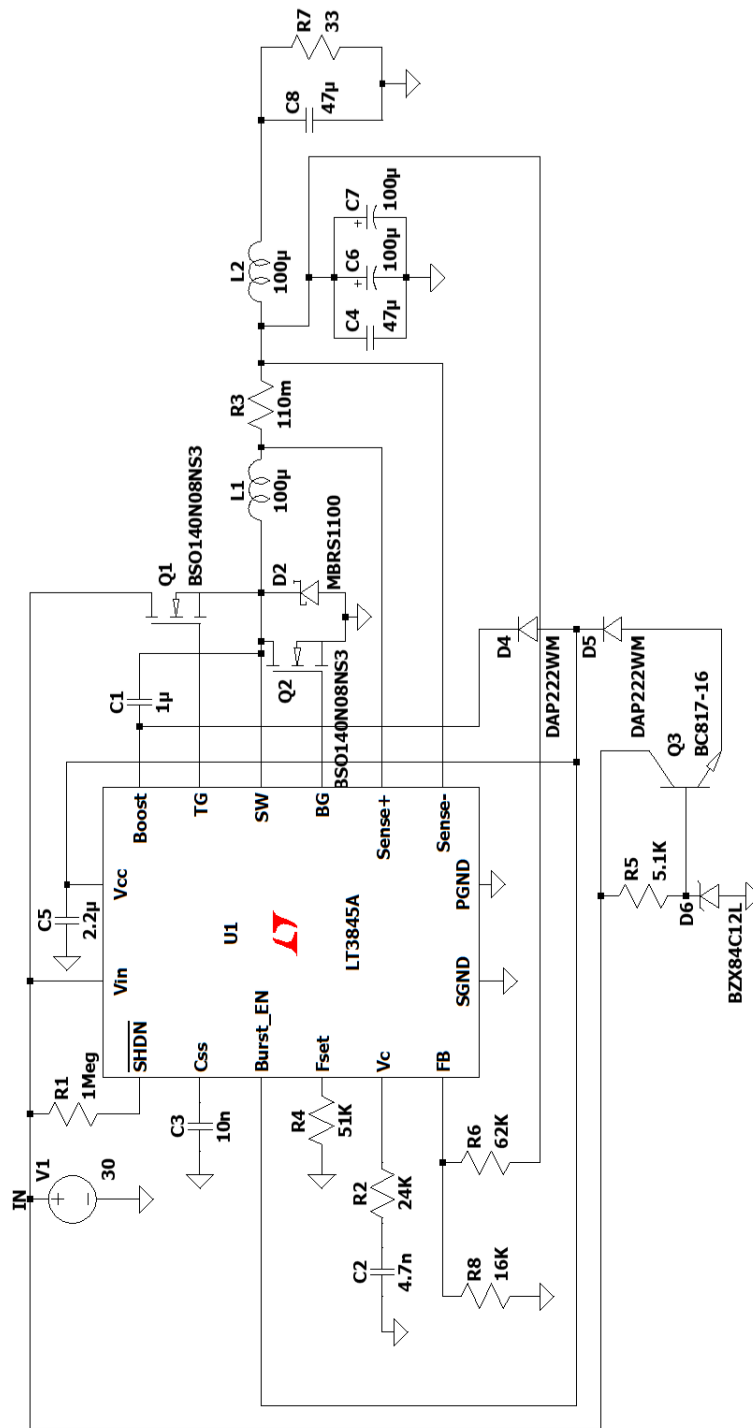 IN
V1
30
R1
1Meg
C5
2.2µ
C1
1µ
Q1
BSO140N08NS3
L1
100µ
R3
110m
L2
100µ
C8
47µ
R7
33
C4
47µ
C6
100µ
C7
100µ
D2
MBRS1100
Q2
BSO140N08NS3
U1
LT3845A
SHDN
Vin
Vcc
Boost
TG
SW
BG
Sense+
Sense-
PGND
SGND
Css
Burst_EN
Fset
Vc
FB
C3
10n
R4
51K
R2
24K
C2
4.7n
R6
62K
R8
16K
D4
DAP222WM
D5
DAP222WM
Q3
BC817-16
R5
5.1K
D6
BZX84C12L